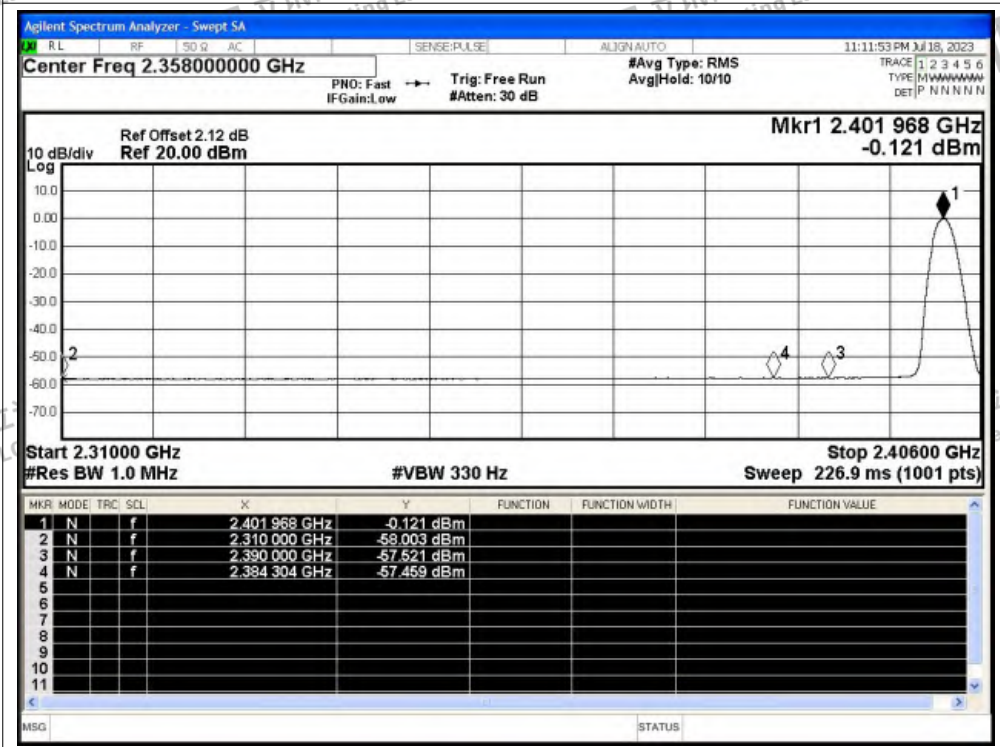 Agilent Spectrum Analyzer - Swept SA
LXI RL RF 50 Ω AC SENSE:PULSE ALIGN AUTO 11:11:53 PM Jul 18, 2023
Center Freq 2.358000000 GHz #Avg Type: RMS TRACE 1 2 3 4 5 6
PNO: Fast Trig: Free Run Avg|Hold: 10/10 TYPE MWWWWW
IFGain:Low #Atten: 30 dB DET P N N N N N
Mkr1 2.401 968 GHz
Ref Offset 2.12 dB
10 dB/div Ref 20.00 dBm -0.121 dBm
Log
10.0
1
0.00
-10.0
-20.0
-30.0
-40.0
-50.0 2 4 3
-60.0
-70.0
Start 2.31000 GHz Stop 2.40600 GHz
#Res BW 1.0 MHz #VBW 330 Hz Sweep 226.9 ms (1001 pts)
MKR MODE TRC SCL X Y FUNCTION FUNCTION WIDTH FUNCTION VALUE
1 N f 2.401 968 GHz -0.121 dBm
2 N f 2.310 000 GHz -58.003 dBm
3 N f 2.390 000 GHz -57.521 dBm
4 N f 2.384 304 GHz -57.459 dBm
5
6
7
8
9
10
11
MSG STATUS